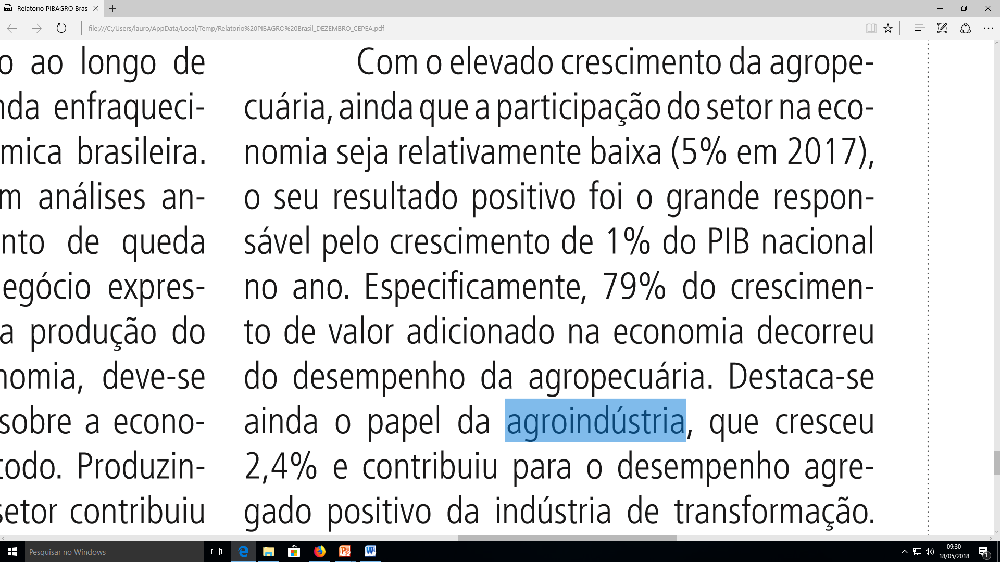 Relatorio PIBAGRO Bras
file:///C:/Users/lauro/AppData/Local/Temp/Relatorio%20PIBAGRO%20Brasil_DEZEMBRO_CEPEA.pdf
o ao longo de
nda enfraqueci-
mica brasileira.
m análises an-
nto de queda
egócio expres-
a produção do
nomia, deve-se
sobre a econo-
todo. Produzin-
setor contribuiu
Com o elevado crescimento da agrope-
cuária, ainda que a participação do setor na eco-
nomia seja relativamente baixa (5% em 2017),
o seu resultado positivo foi o grande respon-
sável pelo crescimento de 1% do PIB nacional
no ano. Especificamente, 79% do crescimen-
to de valor adicionado na economia decorreu
do desempenho da agropecuária. Destaca-se
ainda o papel da agroindústria, que cresceu
2,4% e contribuiu para o desempenho agre-
gado positivo da indústria de transformação.
Pesquisar no Windows
09:30
18/05/2018
1